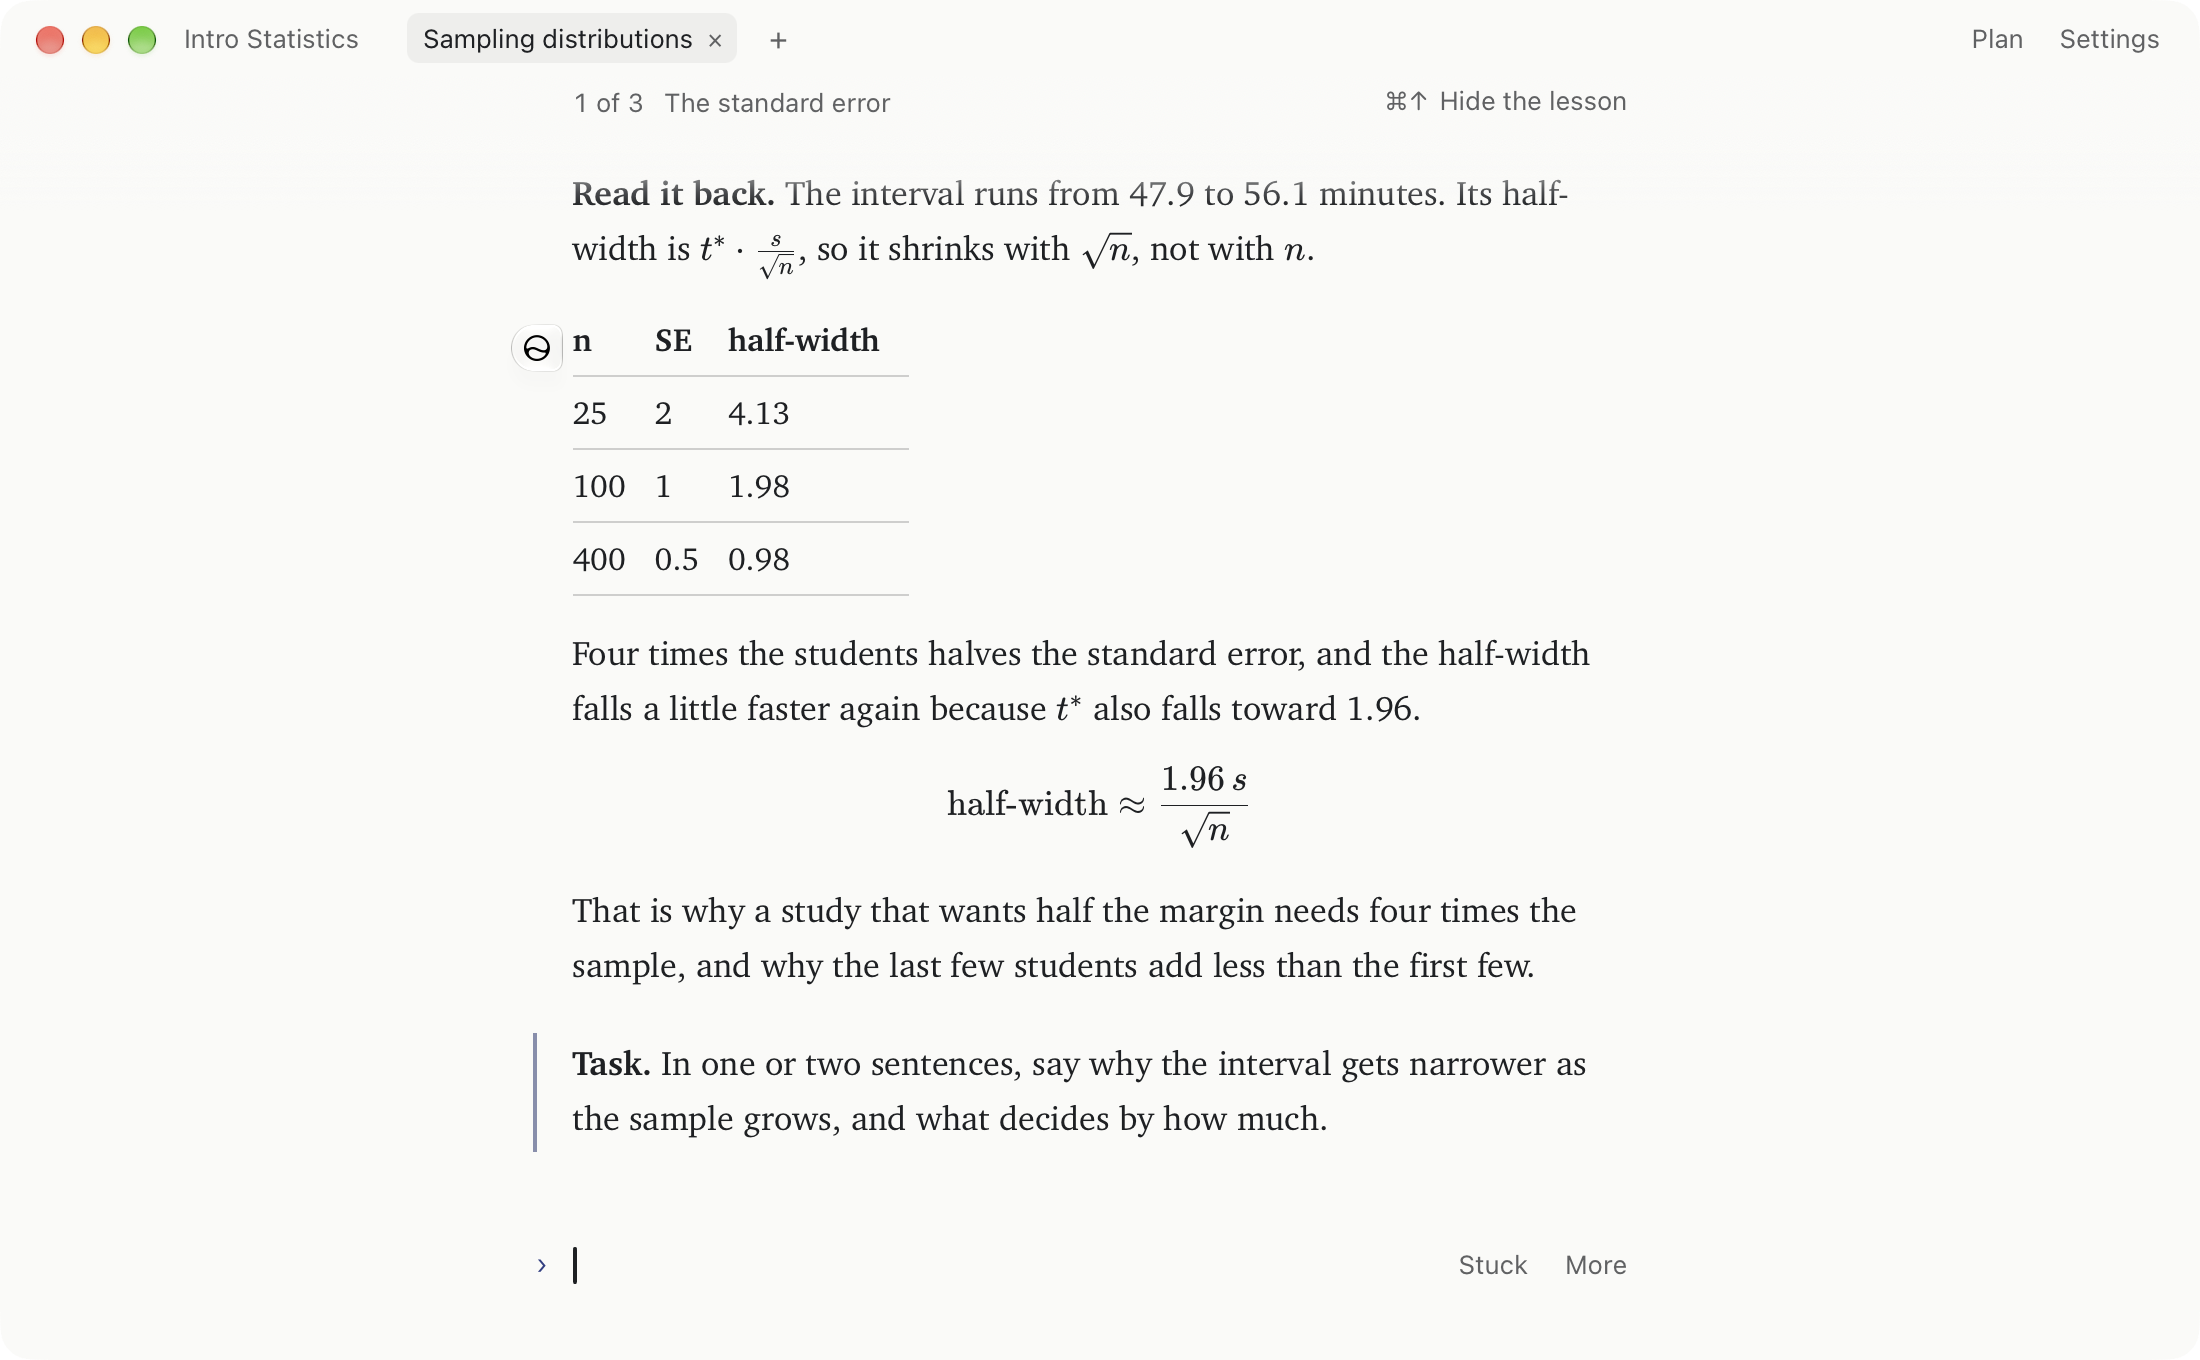 Intro Statistics Sampling distributions × + Plan Settings
1 of 3 The standard error ⌘↑ Hide the lesson
Read it back. The interval runs from 47.9 to 56.1 minutes. Its half-
width is t* · s/√n, so it shrinks with √n, not with n.
n SE half-width
25 2 4.13
100 1 1.98
400 0.5 0.98
Four times the students halves the standard error, and the half-width
falls a little faster again because t* also falls toward 1.96.
half-width ≈ 1.96 s/√n
That is why a study that wants half the margin needs four times the
sample, and why the last few students add less than the first few.
Task. In one or two sentences, say why the interval gets narrower as
the sample grows, and what decides by how much.
› Stuck More